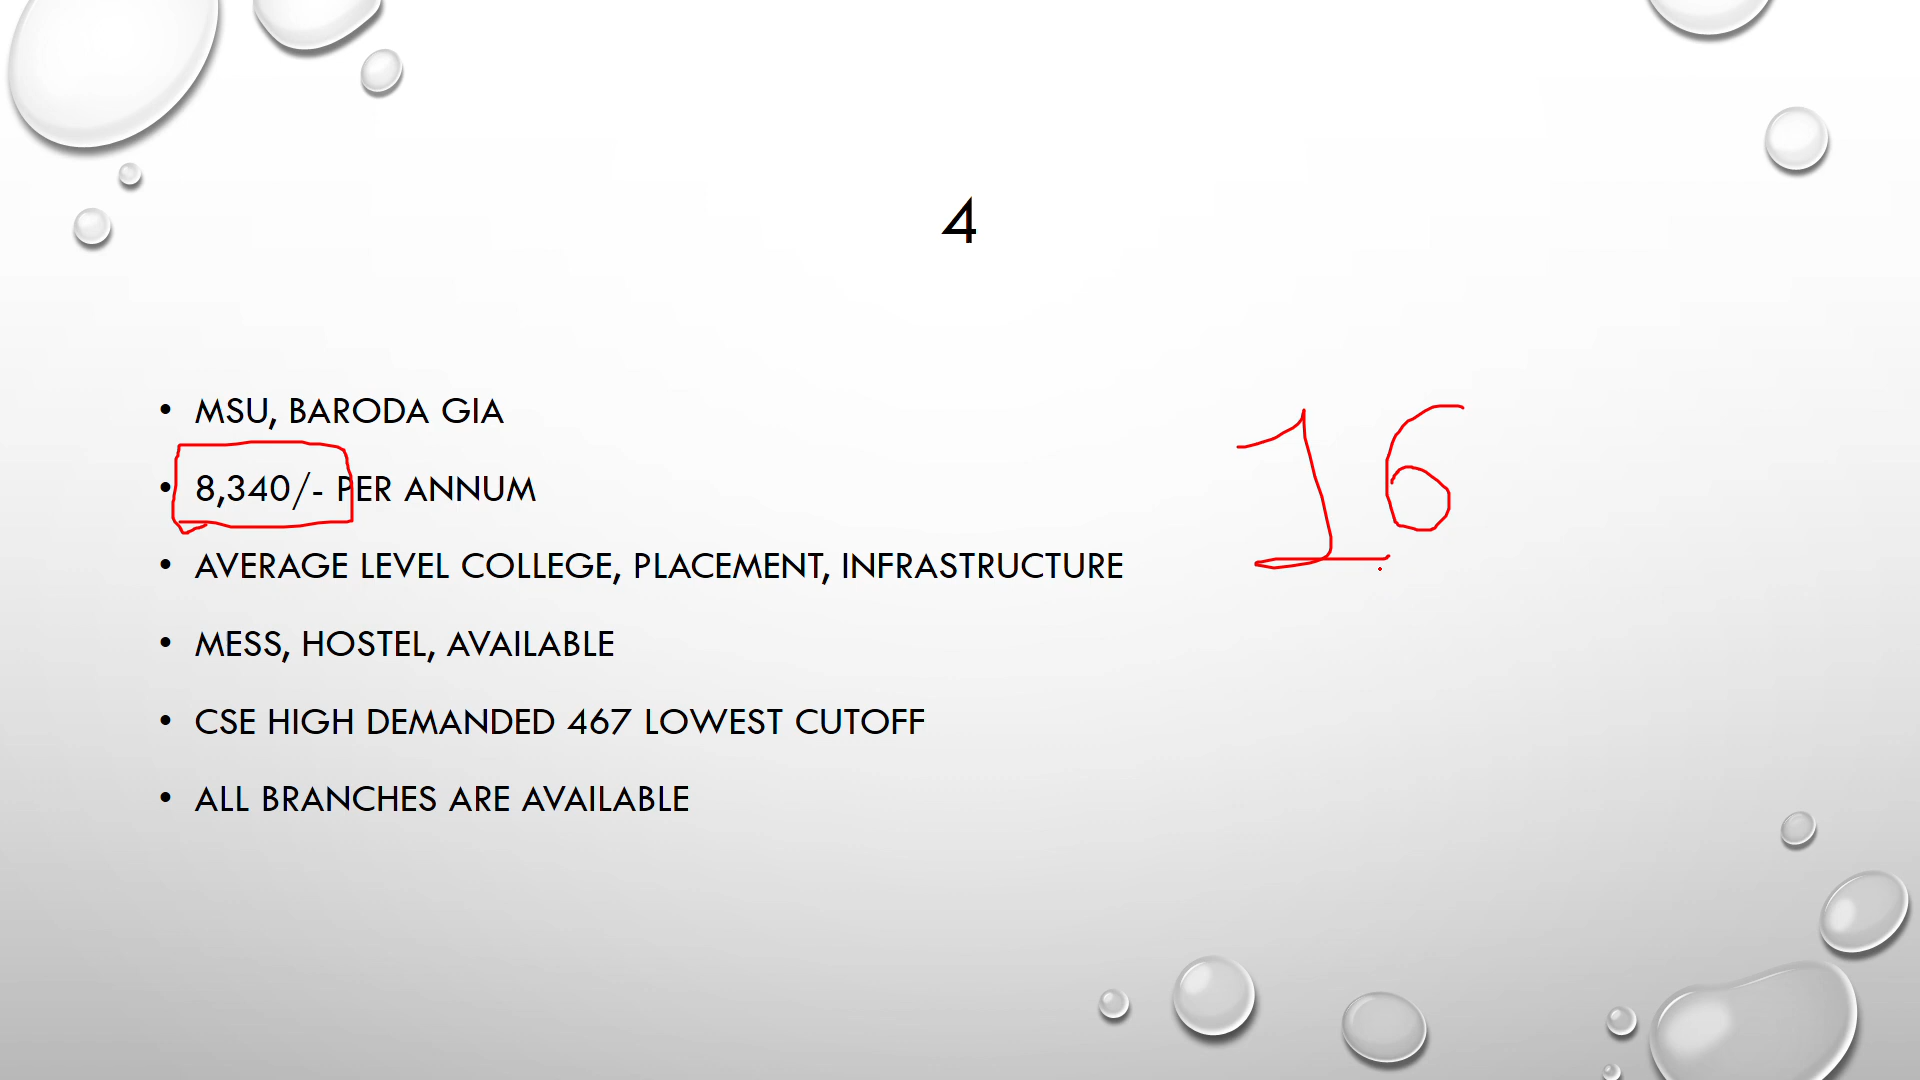 4
• MSU, BARODA GIA
• 8,340/- PER ANNUM
• AVERAGE LEVEL COLLEGE, PLACEMENT, INFRASTRUCTURE
• MESS, HOSTEL, AVAILABLE
• CSE HIGH DEMANDED 467 LOWEST CUTOFF
• ALL BRANCHES ARE AVAILABLE
16